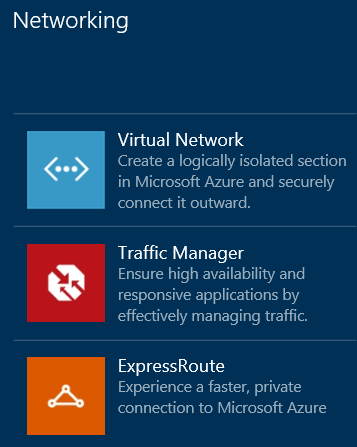 Networking
Virtual Network
Create a logically isolated section
in Microsoft Azure and securely
connect it outward.
Traffic Manager
Ensure high availability and
responsive applications by
effectively managing traffic.
ExpressRoute
Experience a faster, private
connection to Microsoft Azure